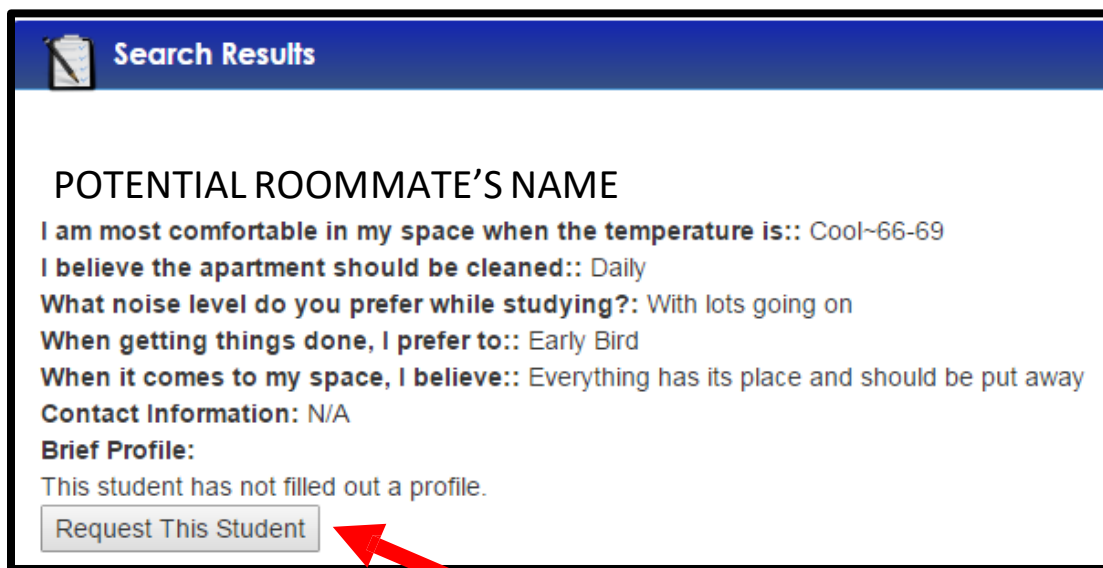 Search Results
POTENTIAL ROOMMATE’S NAME
I am most comfortable in my space when the temperature is:: Cool~66-69
I believe the apartment should be cleaned:: Daily
What noise level do you prefer while studying?: With lots going on
When getting things done, I prefer to:: Early Bird
When it comes to my space, I believe:: Everything has its place and should be put away
Contact Information: N/A
Brief Profile:
This student has not filled out a profile.
Request This Student